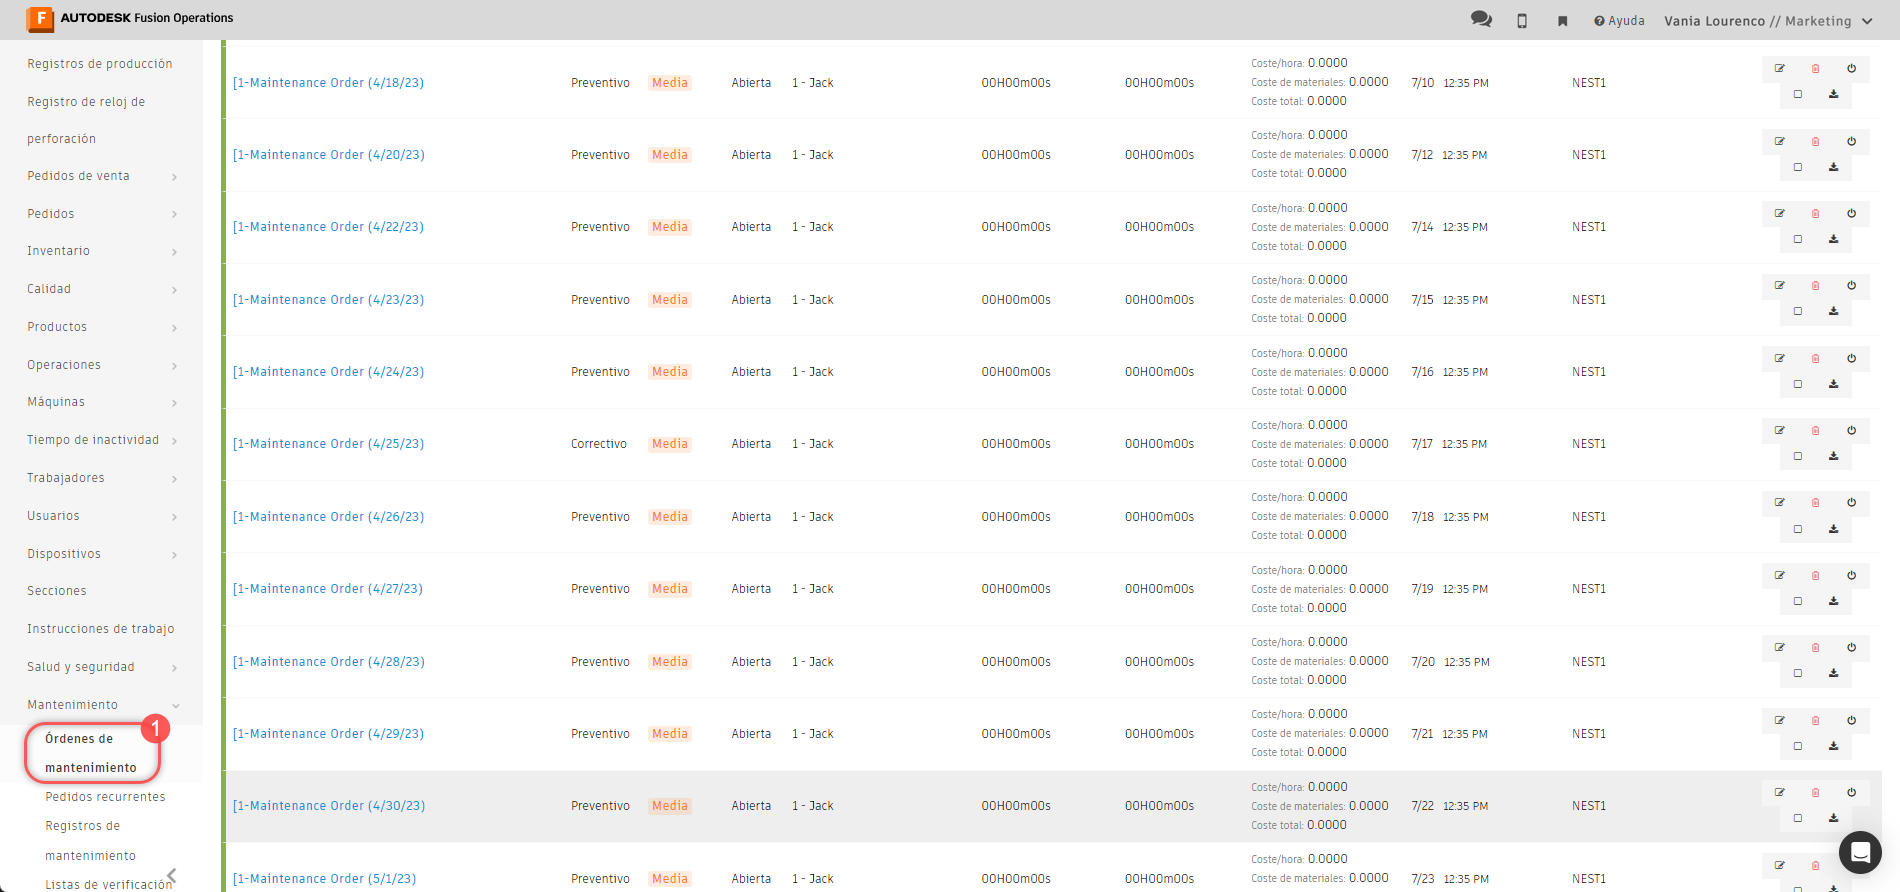 F AUTODESK Fusion Operations
Ayuda
Vania Lourenco // Marketing
Registros de producción
Registro de reloj de
perforación
Pedidos de venta
Pedidos
Inventario
Calidad
Productos
Operaciones
Máquinas
Tiempo de inactividad
Trabajadores
Usuarios
Dispositivos
Secciones
Instrucciones de trabajo
Salud y seguridad
Mantenimiento
1
Órdenes de
mantenimiento
Pedidos recurrentes
Registros de
mantenimiento
Listas de verificación
Coste/hora: 0.0000
[1-Maintenance Order (4/18/23) Preventivo Media Abierta 1 - Jack 00H00m00s 00H00m00s Coste de materiales: 0.0000 7/10 12:35 PM NEST1
Coste total: 0.0000
Coste/hora: 0.0000
[1-Maintenance Order (4/20/23) Preventivo Media Abierta 1 - Jack 00H00m00s 00H00m00s Coste de materiales: 0.0000 7/12 12:35 PM NEST1
Coste total: 0.0000
Coste/hora: 0.0000
[1-Maintenance Order (4/22/23) Preventivo Media Abierta 1 - Jack 00H00m00s 00H00m00s Coste de materiales: 0.0000 7/14 12:35 PM NEST1
Coste total: 0.0000
Coste/hora: 0.0000
[1-Maintenance Order (4/23/23) Preventivo Media Abierta 1 - Jack 00H00m00s 00H00m00s Coste de materiales: 0.0000 7/15 12:35 PM NEST1
Coste total: 0.0000
Coste/hora: 0.0000
[1-Maintenance Order (4/24/23) Preventivo Media Abierta 1 - Jack 00H00m00s 00H00m00s Coste de materiales: 0.0000 7/16 12:35 PM NEST1
Coste total: 0.0000
Coste/hora: 0.0000
[1-Maintenance Order (4/25/23) Correctivo Media Abierta 1 - Jack 00H00m00s 00H00m00s Coste de materiales: 0.0000 7/17 12:35 PM NEST1
Coste total: 0.0000
Coste/hora: 0.0000
[1-Maintenance Order (4/26/23) Preventivo Media Abierta 1 - Jack 00H00m00s 00H00m00s Coste de materiales: 0.0000 7/18 12:35 PM NEST1
Coste total: 0.0000
Coste/hora: 0.0000
[1-Maintenance Order (4/27/23) Preventivo Media Abierta 1 - Jack 00H00m00s 00H00m00s Coste de materiales: 0.0000 7/19 12:35 PM NEST1
Coste total: 0.0000
Coste/hora: 0.0000
[1-Maintenance Order (4/28/23) Preventivo Media Abierta 1 - Jack 00H00m00s 00H00m00s Coste de materiales: 0.0000 7/20 12:35 PM NEST1
Coste total: 0.0000
Coste/hora: 0.0000
[1-Maintenance Order (4/29/23) Preventivo Media Abierta 1 - Jack 00H00m00s 00H00m00s Coste de materiales: 0.0000 7/21 12:35 PM NEST1
Coste total: 0.0000
Coste/hora: 0.0000
[1-Maintenance Order (4/30/23) Preventivo Media Abierta 1 - Jack 00H00m00s 00H00m00s Coste de materiales: 0.0000 7/22 12:35 PM NEST1
Coste total: 0.0000
Coste/hora: 0.0000
[1-Maintenance Order (5/1/23) Preventivo Media Abierta 1 - Jack 00H00m00s 00H00m00s Coste de materiales: 0.0000 7/23 12:35 PM NEST1